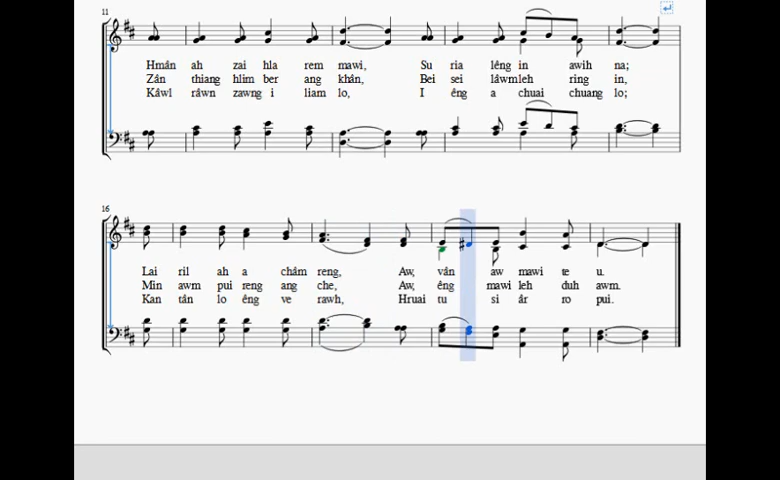 11
Hmân ah zai hla rem mawi, Su ria lêng in awih na;
Zân thiang hlim ber ang khân, Bei sei lâwmleh ring in,
Kâwl râwn zawng i liam lo, I êng a chuai chuang lo;
16
Lai ril ah a châm reng, Aw, vân aw mawi te u.
Min awm pui reng ang che, Aw, êng mawi leh duh awm.
Kan tân lo êng ve rawh, Hruai tu si âr ro pui.